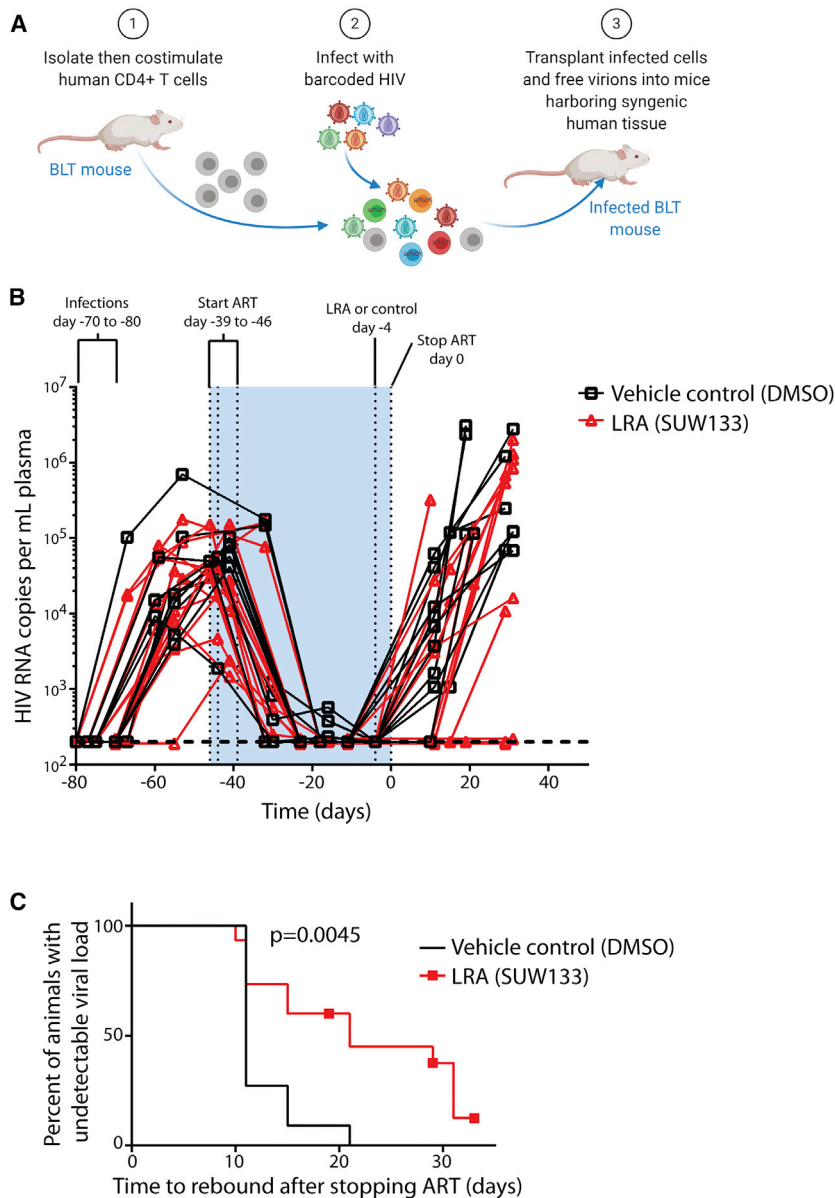 A
1
2
3
Isolate then costimulate
human CD4+ T cells
Infect with
barcoded HIV
Transplant infected cells
and free virions into mice
harboring syngenic
human tissue
BLT mouse
Infected BLT
mouse
B
Infections
day -70 to -80
Start ART
day -39 to -46
LRA or control
day -4
Stop ART
day 0
HIV RNA copies per mL plasma
10⁷
10⁶
10⁵
10⁴
10³
10²
-80
-60
-40
-20
0
20
40
Time (days)
Vehicle control (DMSO)
LRA (SUW133)
C
Percent of animals with
undetectable viral load
100
50
0
p=0.0045
Vehicle control (DMSO)
LRA (SUW133)
0
10
20
30
Time to rebound after stopping ART (days)